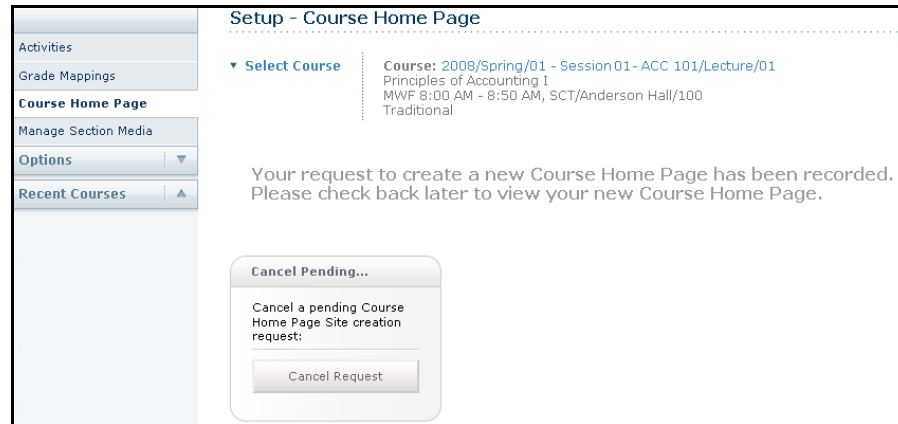 Setup - Course Home Page
Activities
Grade Mappings
Course Home Page
Manage Section Media
Options
Recent Courses
Select Course
Course: 2008/Spring/01 - Session 01- ACC 101/Lecture/01
Principles of Accounting I
MWF 8:00 AM - 8:50 AM, SCT/Anderson Hall/100
Traditional
Your request to create a new Course Home Page has been recorded.
Please check back later to view your new Course Home Page.
Cancel Pending...
Cancel a pending Course
Home Page Site creation
request:
Cancel Request